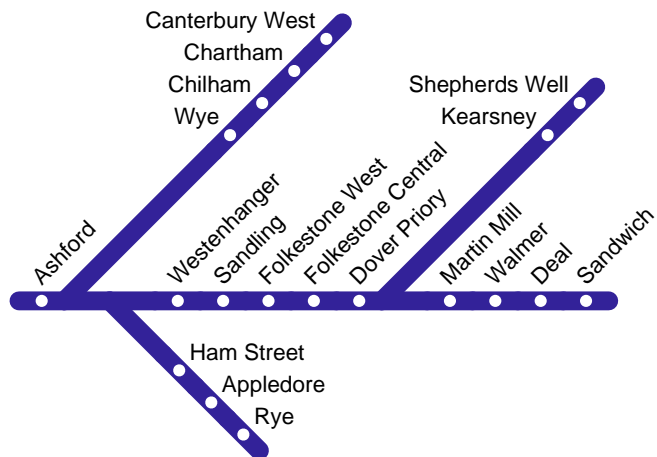 Canterbury West
Chartham
Chilham
Wye
Shepherds Well
Kearsney
Ashford
Westenhanger
Sandling
Folkestone West
Folkestone Central
Dover Priory
Martin Mill
Walmer
Deal
Sandwich
Ham Street
Appledore
Rye